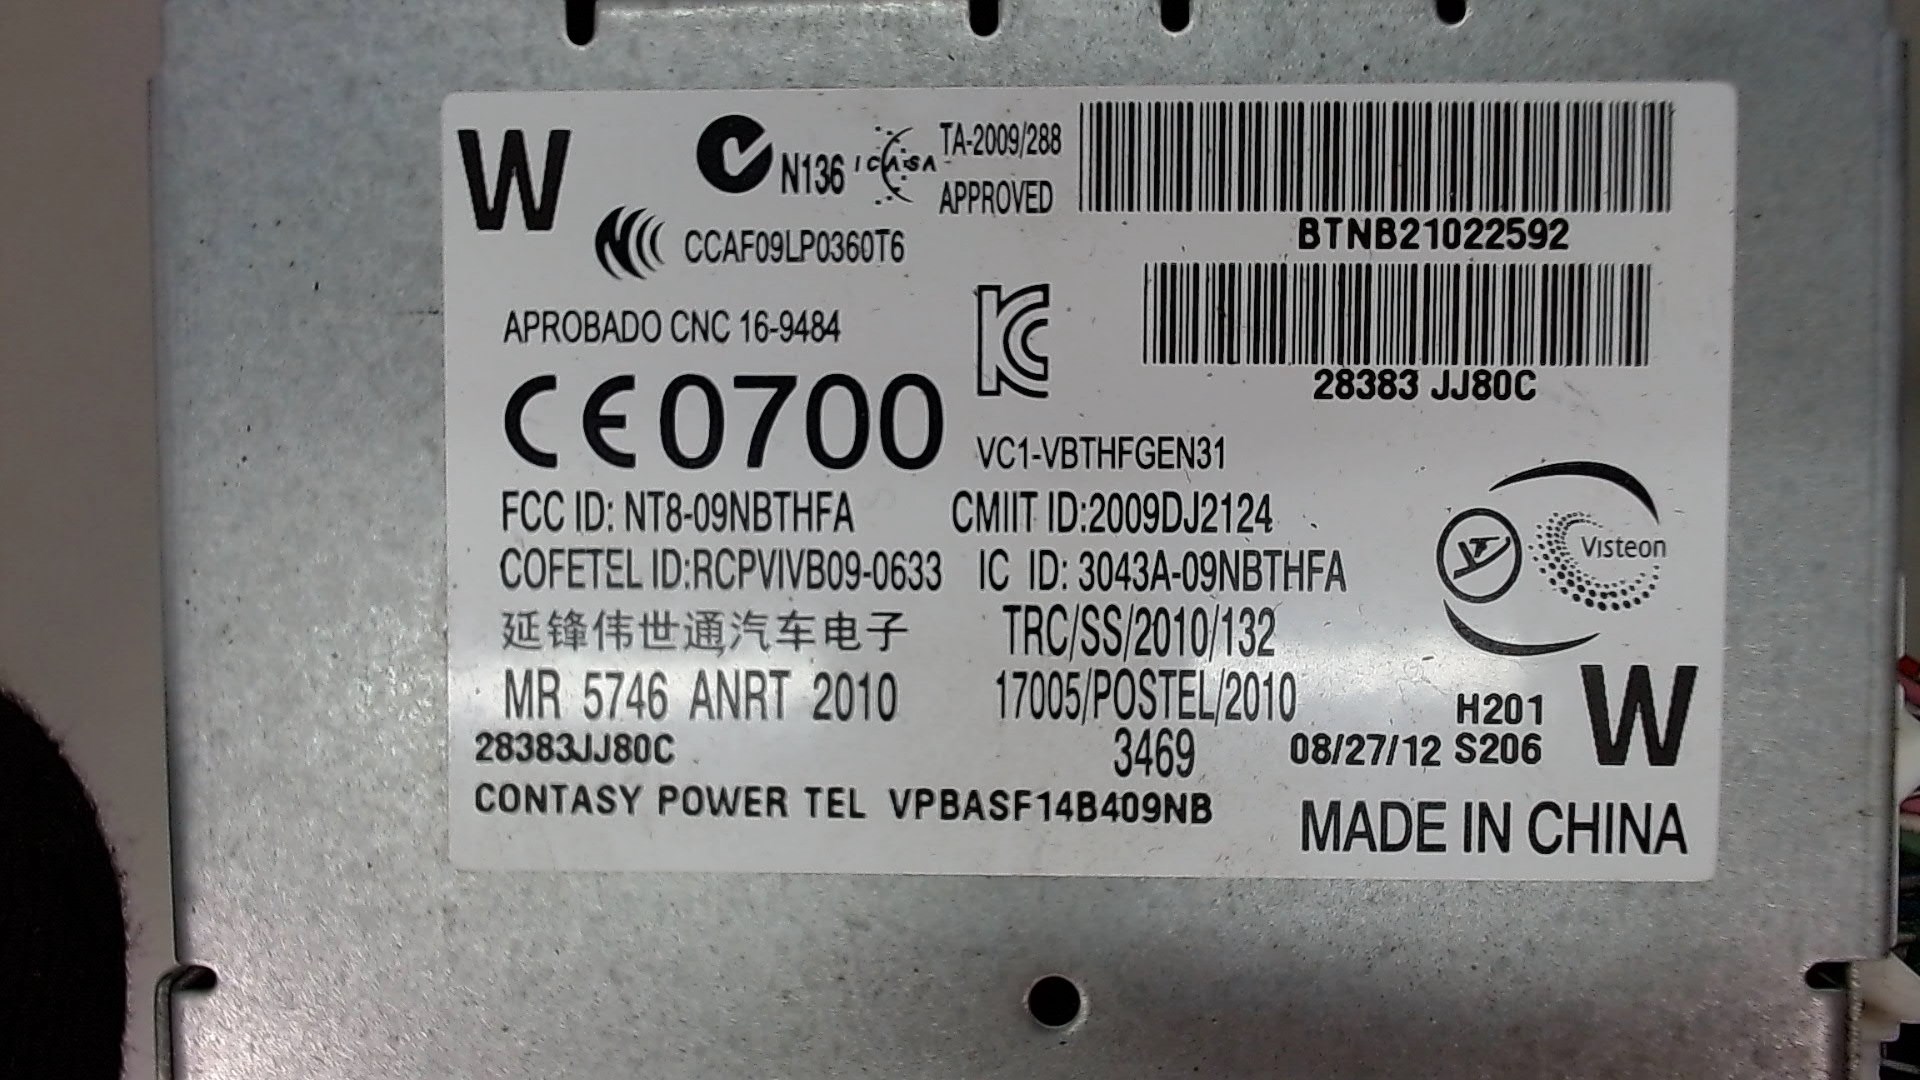 W
N136
ICASA
TA-2009/288
APPROVED
BTNB21022592
CCAF09LP0360T6
APROBADO CNC 16-9484
28383 JJ80C
CE0700
VC1-VBTHFGEN31
FCC ID: NT8-09NBTHFA
CMIIT ID:2009DJ2124
Visteon
COFETEL ID:RCPVIVB09-0633
IC ID: 3043A-09NBTHFA
延锋伟世通汽车电子
TRC/SS/2010/132
MR 5746 ANRT 2010
17005/POSTEL/2010
H201
W
28383JJ80C
3469
08/27/12 S206
CONTASY POWER TEL VPBASF14B409NB
MADE IN CHINA